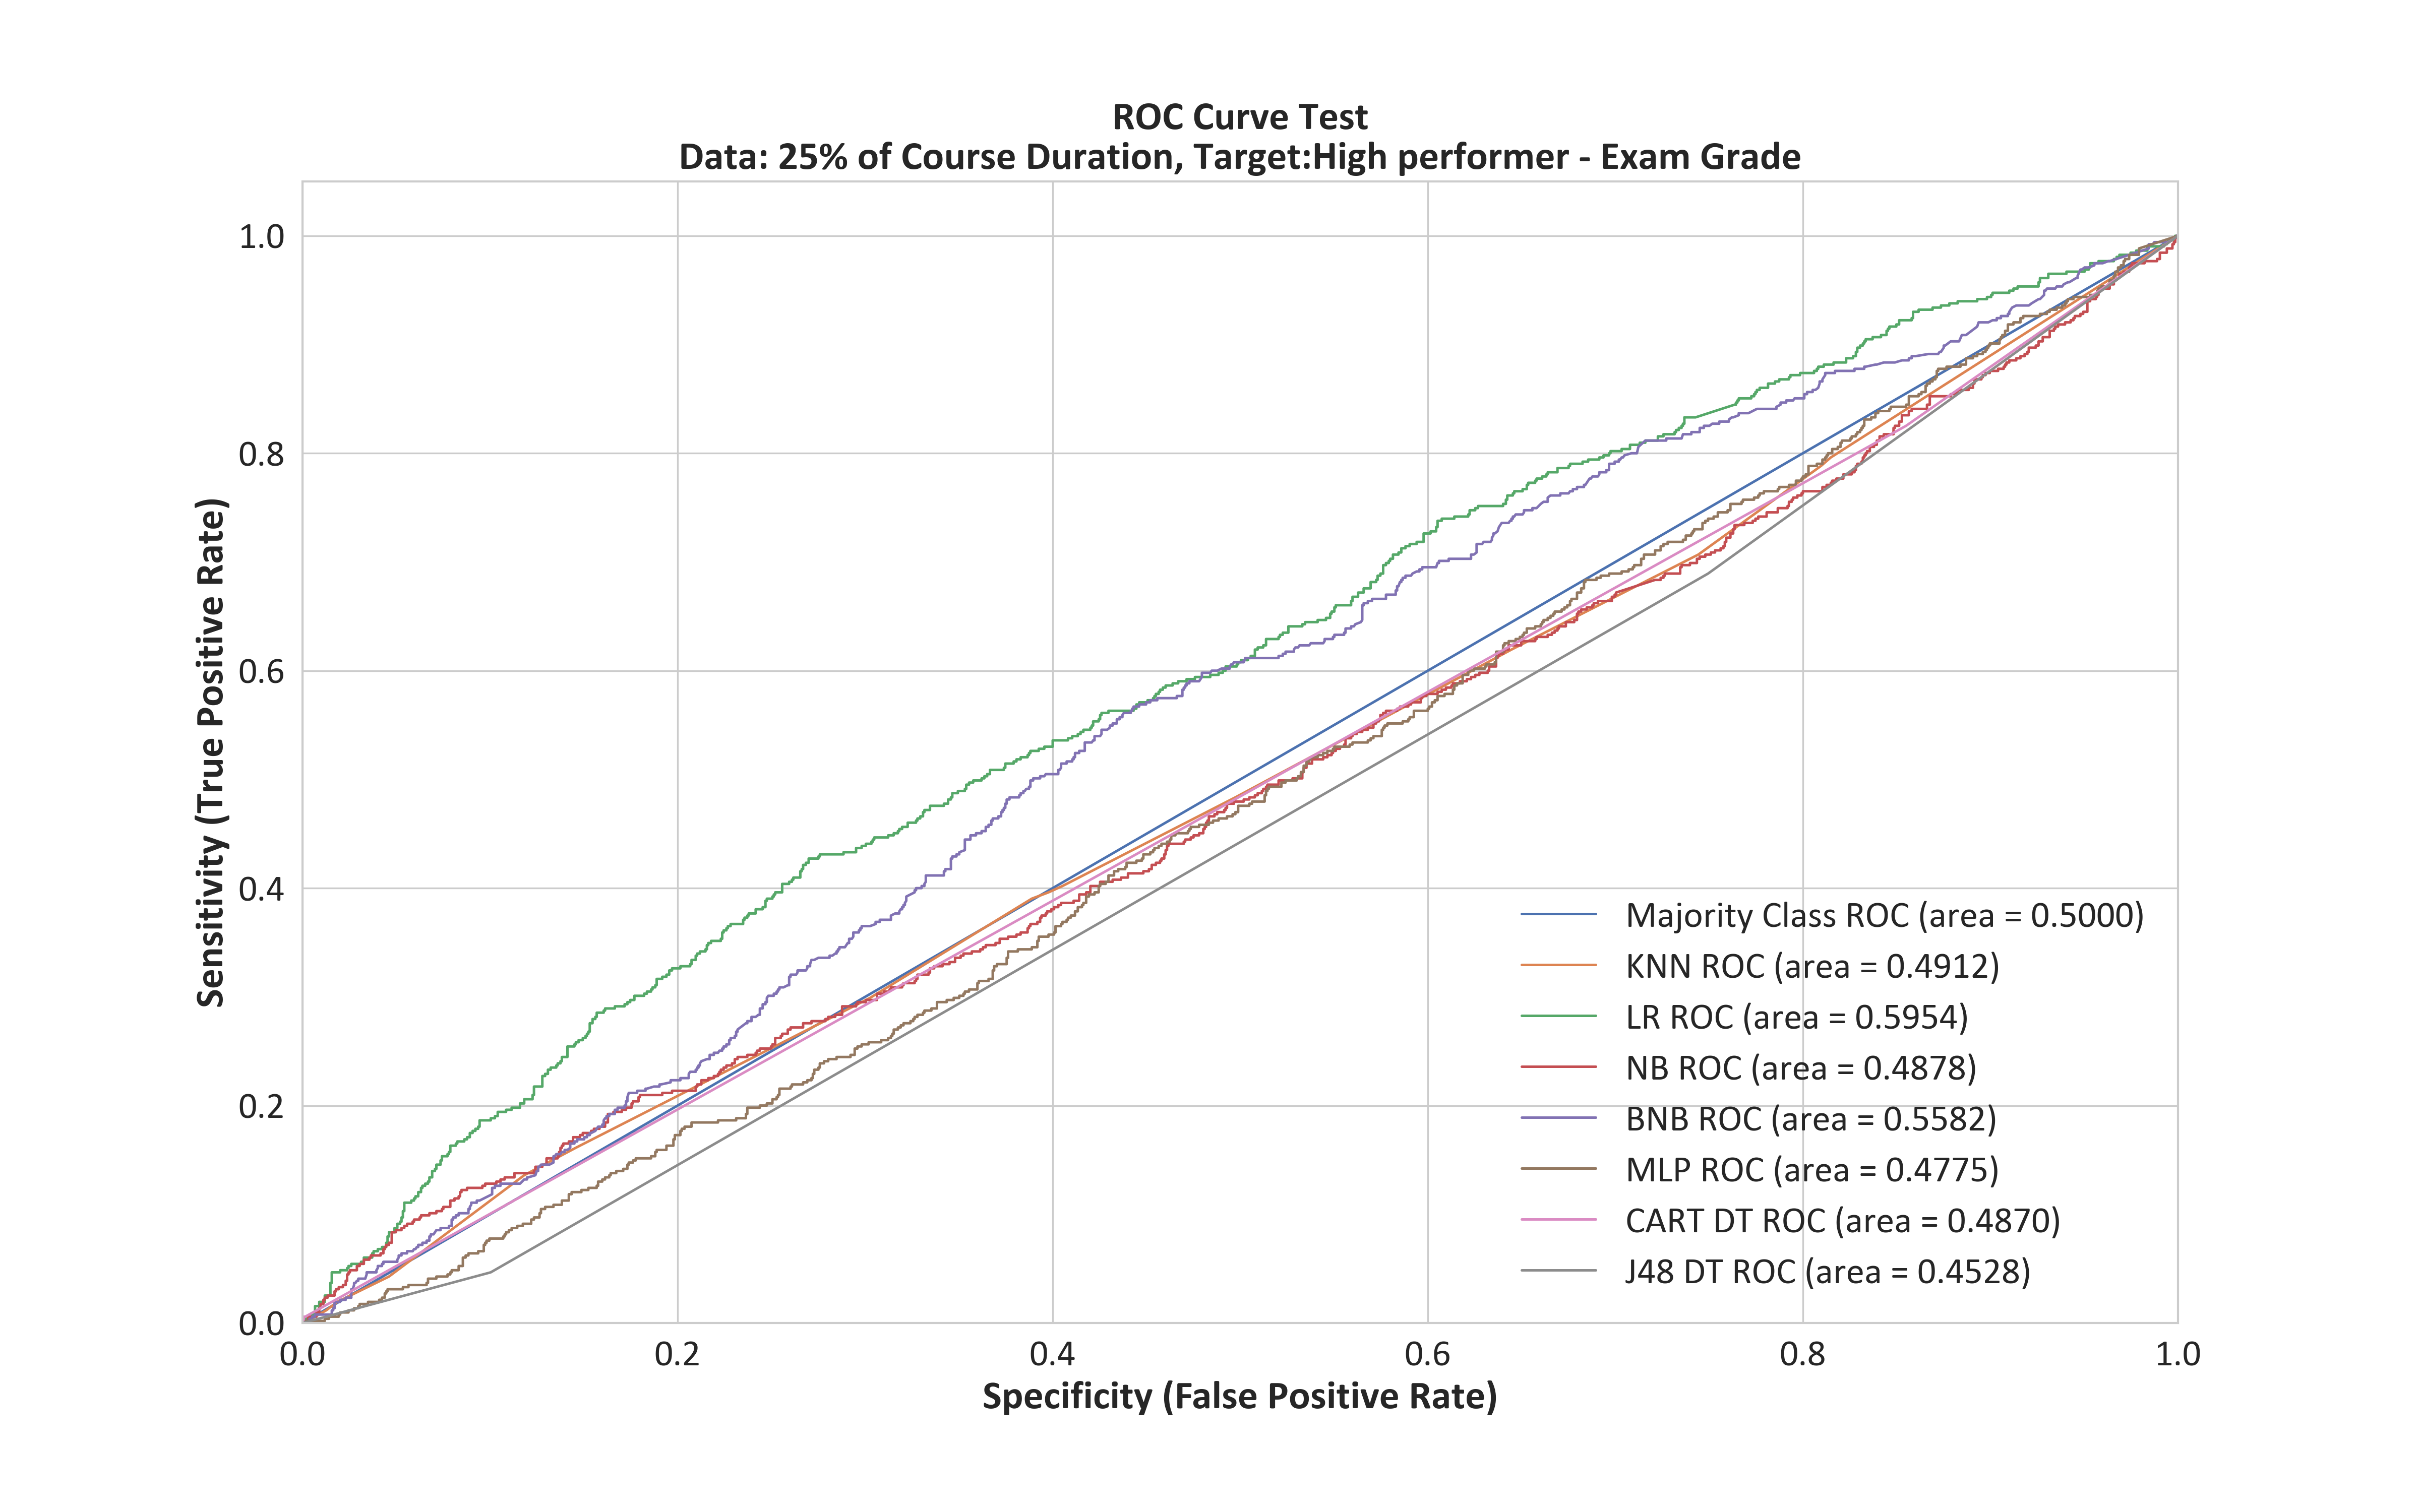 ROC Curve Test
Data: 25% of Course Duration, Target:High performer - Exam Grade
Sensitivity (True Positive Rate)
1.0
0.8
0.6
0.4
0.2
0.0
Majority Class ROC (area = 0.5000)
KNN ROC (area = 0.4912)
LR ROC (area = 0.5954)
NB ROC (area = 0.4878)
BNB ROC (area = 0.5582)
MLP ROC (area = 0.4775)
CART DT ROC (area = 0.4870)
J48 DT ROC (area = 0.4528)
0.0 0.2 0.4 0.6 0.8 1.0
Specificity (False Positive Rate)